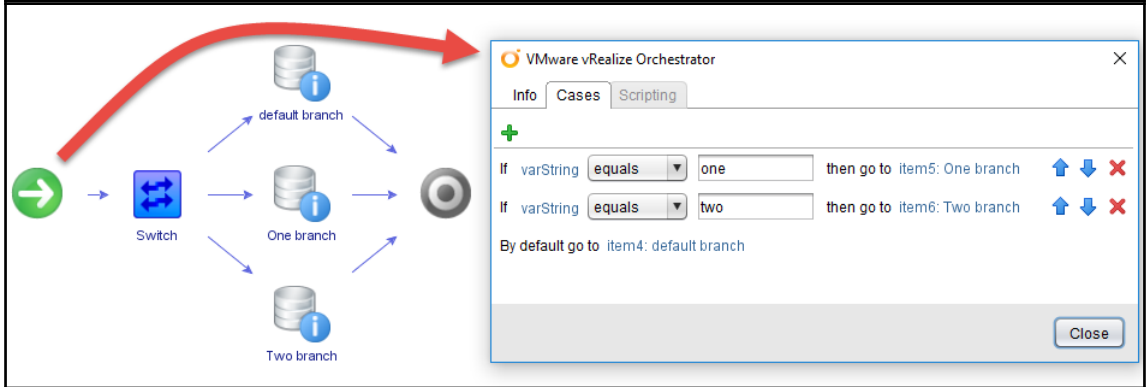 default branch
Switch
One branch
Two branch
VMware vRealize Orchestrator
Info Cases Scripting
If varString equals one then go to item5: One branch
If varString equals two then go to item6: Two branch
By default go to item4: default branch
Close